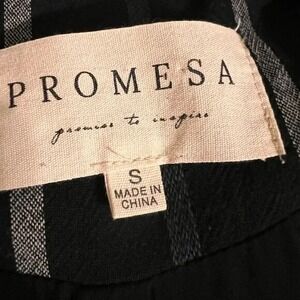 PROMESA
promise to inspire
S
MADE IN
CHINA